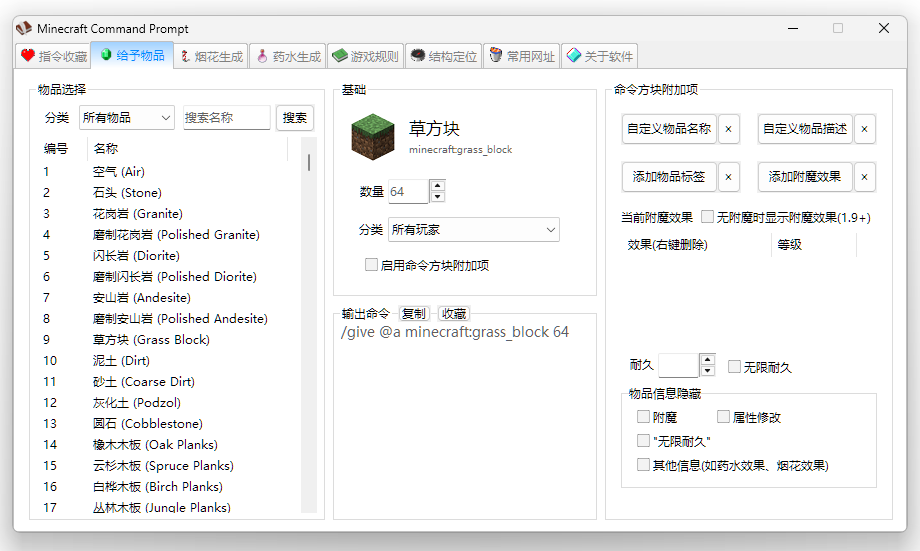 Minecraft Command Prompt
指令收藏 给予物品 烟花生成 药水生成 游戏规则 结构定位 常用网址 关于软件
物品选择
分类 所有物品 搜索名称 搜索
编号 名称
1 空气 (Air)
2 石头 (Stone)
3 花岗岩 (Granite)
4 磨制花岗岩 (Polished Granite)
5 闪长岩 (Diorite)
6 磨制闪长岩 (Polished Diorite)
7 安山岩 (Andesite)
8 磨制安山岩 (Polished Andesite)
9 草方块 (Grass Block)
10 泥土 (Dirt)
11 砂土 (Coarse Dirt)
12 灰化土 (Podzol)
13 圆石 (Cobblestone)
14 橡木木板 (Oak Planks)
15 云杉木板 (Spruce Planks)
16 白桦木板 (Birch Planks)
17 丛林木板 (Jungle Planks)
基础
草方块
minecraft:grass_block
数量 64
分类 所有玩家
启用命令方块附加项
输出命令 复制 收藏
/give @a minecraft:grass_block 64
命令方块附加项
自定义物品名称 × 自定义物品描述 ×
添加物品标签 × 添加附魔效果 ×
当前附魔效果 无附魔时显示附魔效果(1.9+)
效果(右键删除) 等级
耐久 无限耐久
物品信息隐藏
附魔 属性修改
"无限耐久"
其他信息(如药水效果、烟花效果)